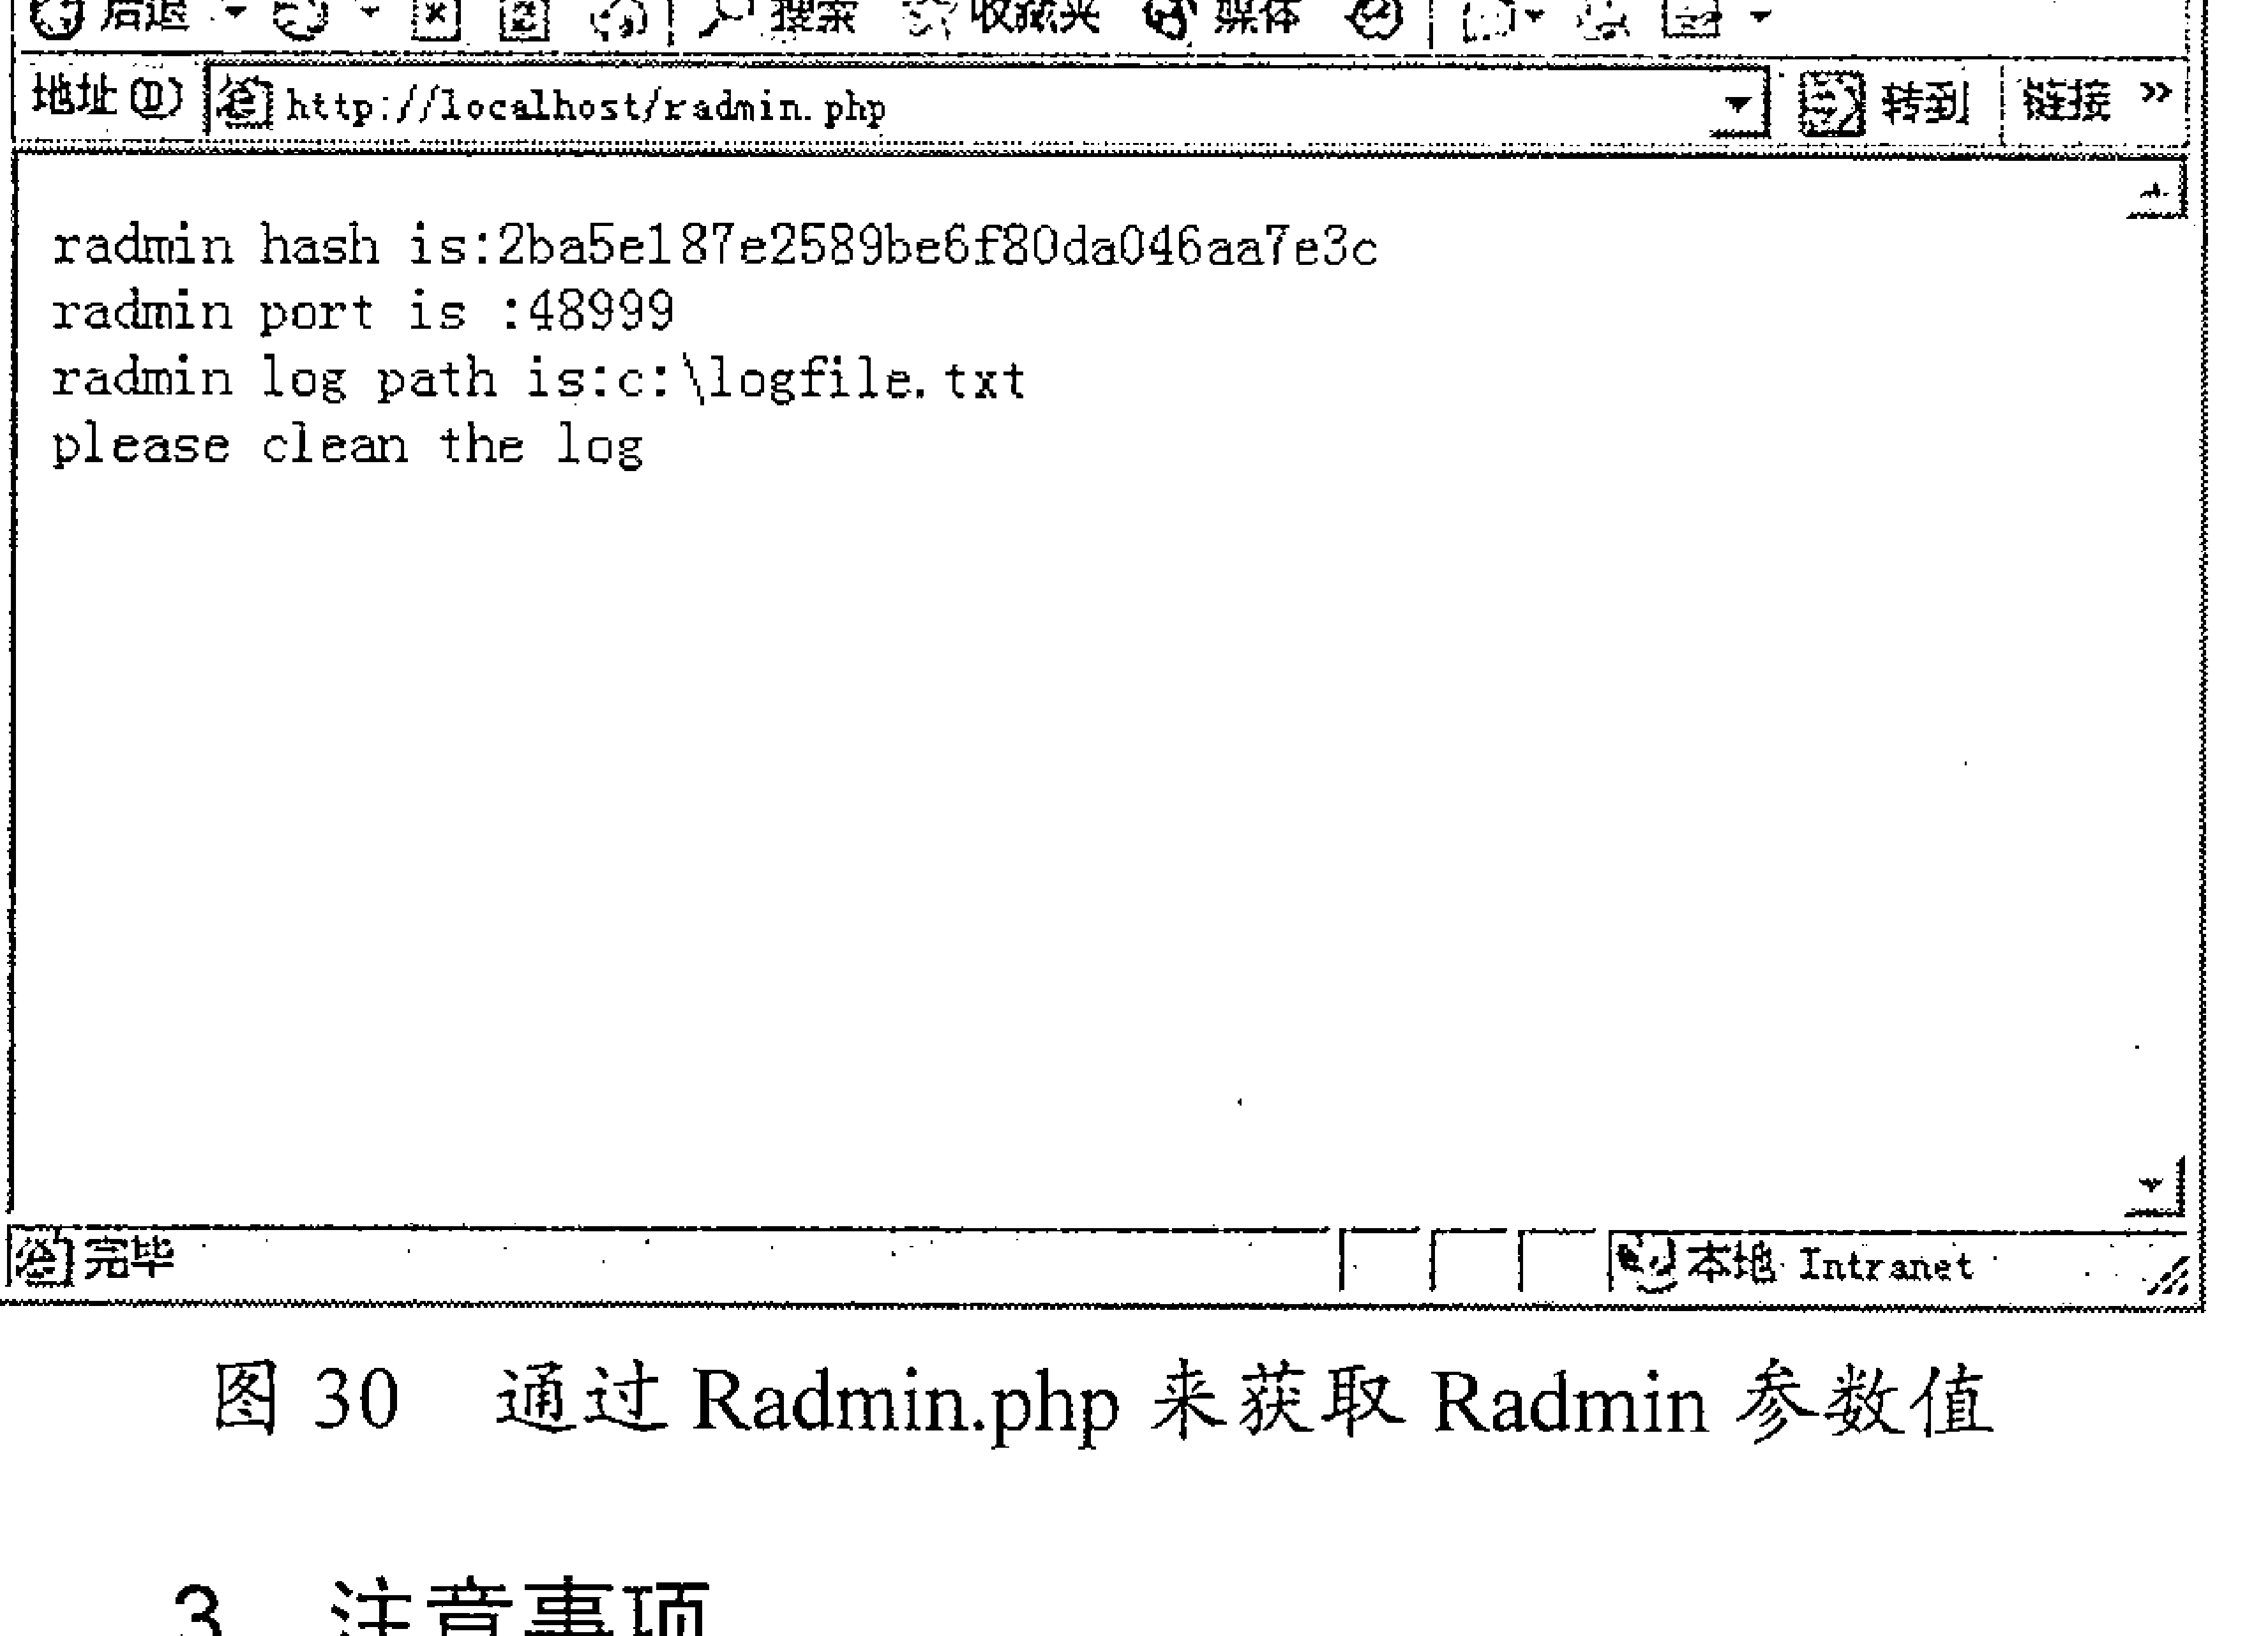 后退 搜索 收藏夹 媒体
地址(D) http://localhost/radmin.php 转到 链接 »
radmin hash is:2ba5e187e2589be6f80da046aa7e3c
radmin port is :48999
radmin log path is:c:\logfile.txt
please clean the log
完毕 本地 Intranet
图 30 通过 Radmin.php 来获取 Radmin 参数值
3 注意事项